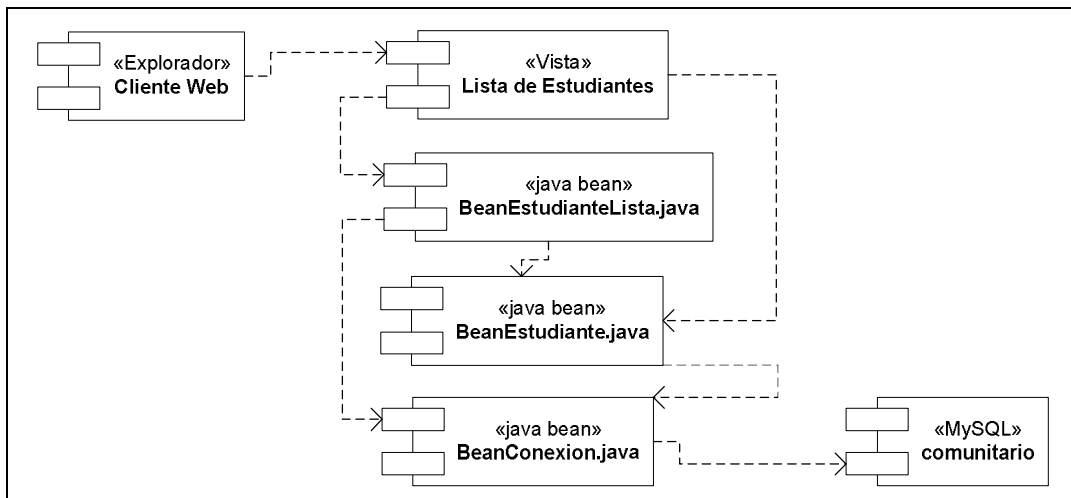 «Explorador»
Cliente Web
«Vista»
Lista de Estudiantes
«java bean»
BeanEstudianteLista.java
«java bean»
BeanEstudiante.java
«java bean»
BeanConexion.java
«MySQL»
comunitario